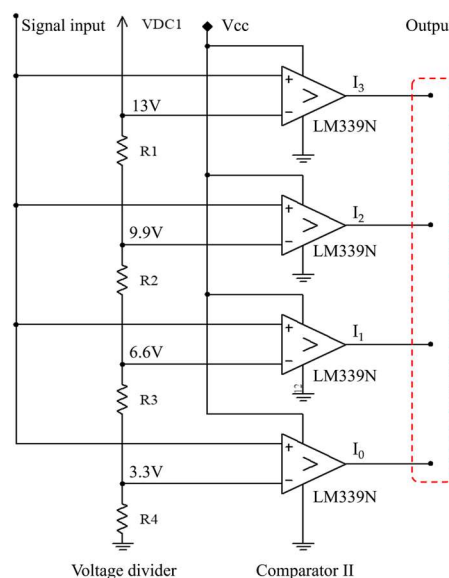 Signal input VDC1 Vcc Outpu
+
13V
−
I3
R1
LM339N
+
9.9V
−
I2
R2
LM339N
+
6.6V
−
I1
12
R3
LM339N
+
3.3V
−
I0
R4
LM339N
Voltage divider Comparator II